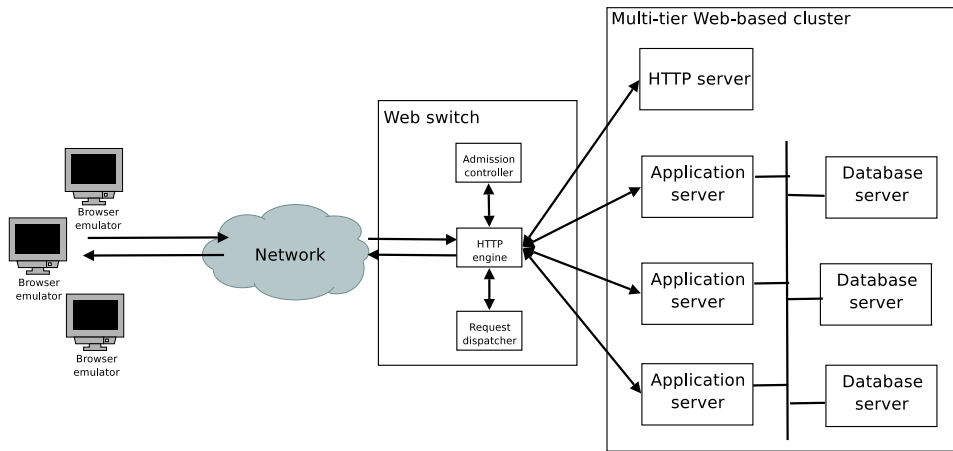 Multi-tier Web-based cluster
HTTP server
Web switch
Admission
controller
HTTP
engine
Request
dispatcher
Browser
emulator
Browser
emulator
Browser
emulator
Network
Application
server
Database
server
Application
server
Database
server
Application
server
Database
server